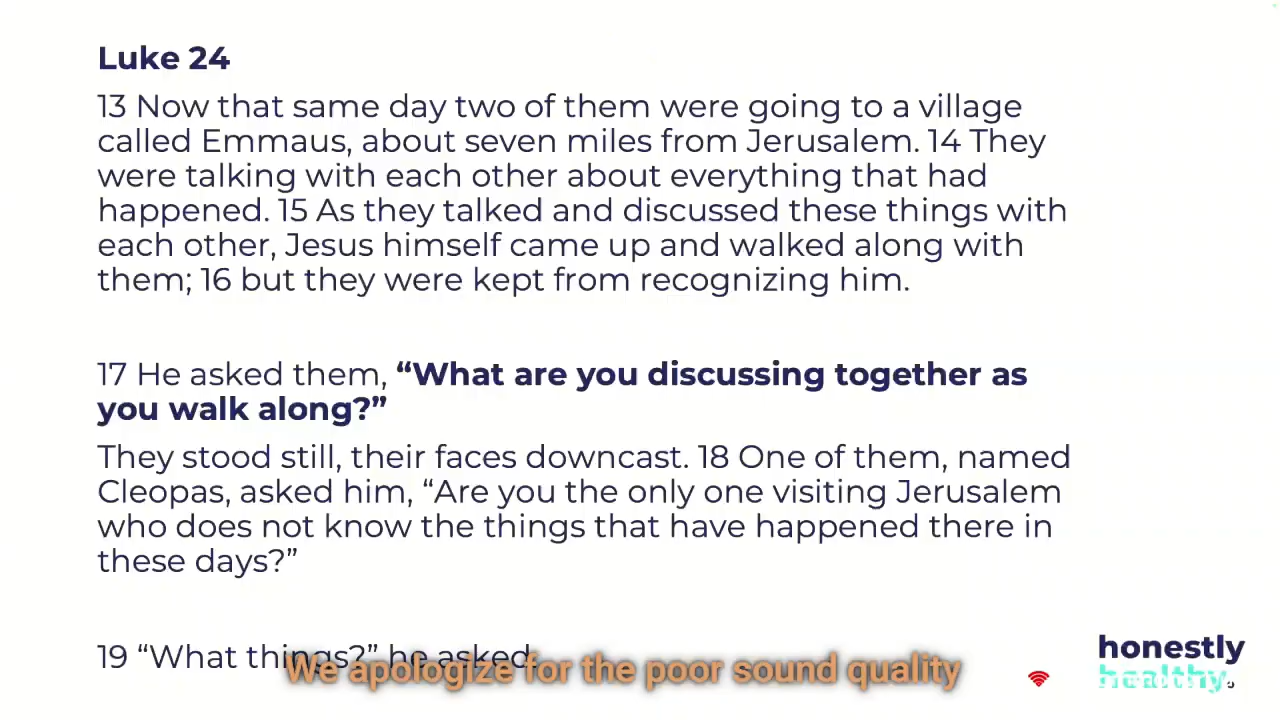 Luke 24
13 Now that same day two of them were going to a village
called Emmaus, about seven miles from Jerusalem. 14 They
were talking with each other about everything that had
happened. 15 As they talked and discussed these things with
each other, Jesus himself came up and walked along with
them; 16 but they were kept from recognizing him.
17 He asked them, “What are you discussing together as
you walk along?”
They stood still, their faces downcast. 18 One of them, named
Cleopas, asked him, “Are you the only one visiting Jerusalem
who does not know the things that have happened there in
these days?”
19 “What things?” he asked.
We apologize for the poor sound quality
honestly
healthy